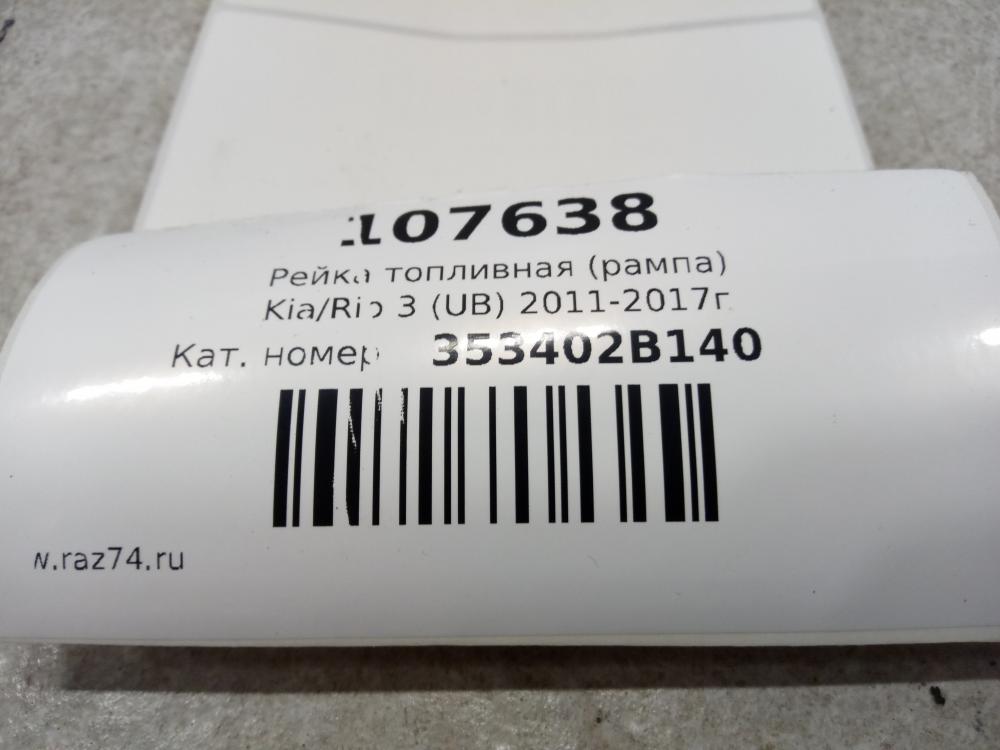 107638
Рейка топливная (рампа)
Kia/Rio 3 (UB) 2011-2017г.
Кат. номер 353402B140
w.raz74.ru